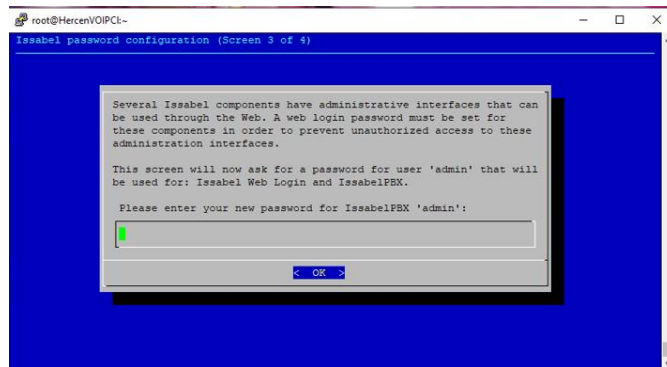 root@HercenVOIPCI:~
Issabel password configuration (Screen 3 of 4)
Several Issabel components have administrative interfaces that can
be used through the Web. A web login password must be set for
these components in order to prevent unauthorized access to these
administration interfaces.
This screen will now ask for a password for user 'admin' that will
be used for: Issabel Web Login and IssabelPBX.
Please enter your new password for IssabelPBX 'admin':
< OK >